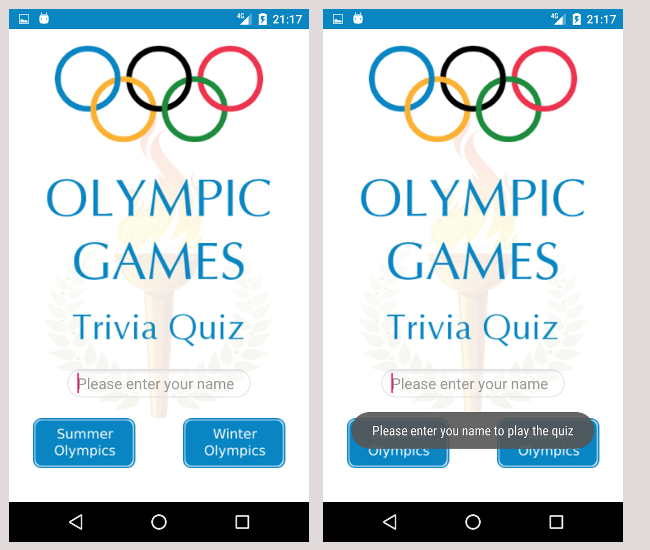 4G 21:17
OLYMPIC
GAMES
Trivia Quiz
Please enter your name
Summer
Olympics
Winter
Olympics
4G 21:17
OLYMPIC
GAMES
Trivia Quiz
Please enter your name
Please enter you name to play the quiz
Olympics
Olympics